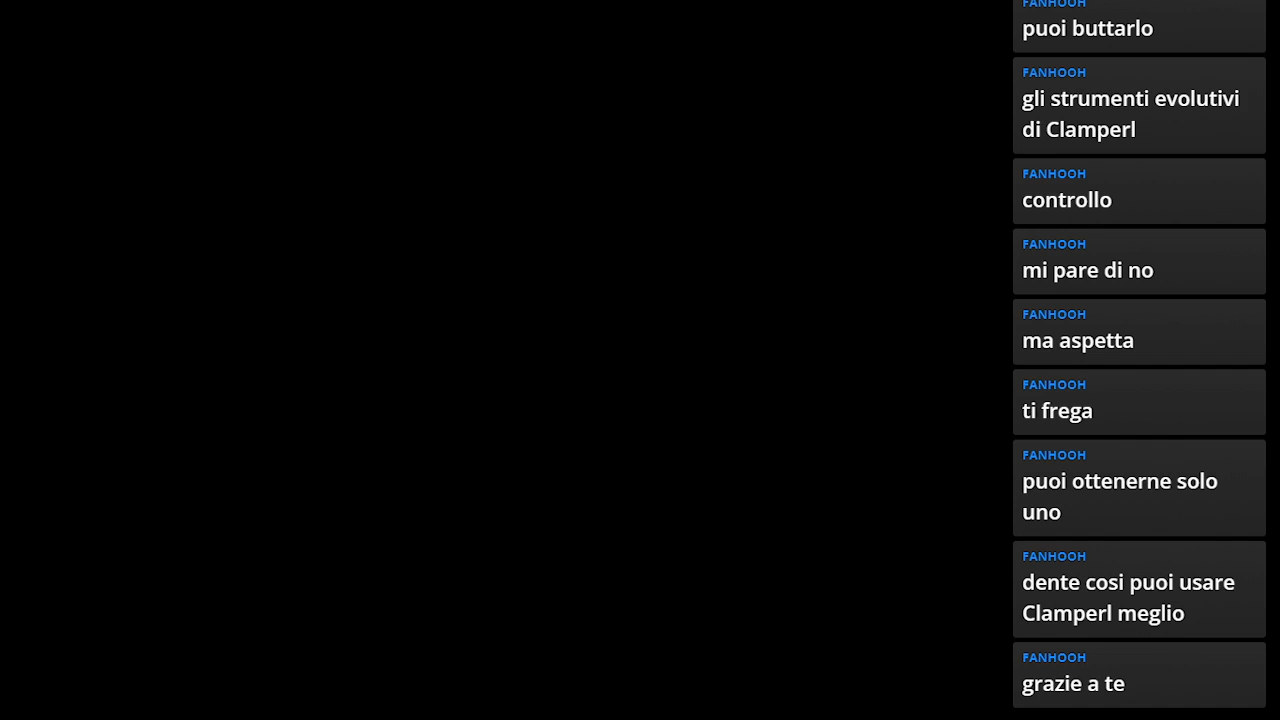 FANHOOH
puoi buttarlo
FANHOOH
gli strumenti evolutivi
di Clamperl
FANHOOH
controllo
FANHOOH
mi pare di no
FANHOOH
ma aspetta
FANHOOH
ti frega
FANHOOH
puoi ottenerne solo
uno
FANHOOH
dente cosi puoi usare
Clamperl meglio
FANHOOH
grazie a te